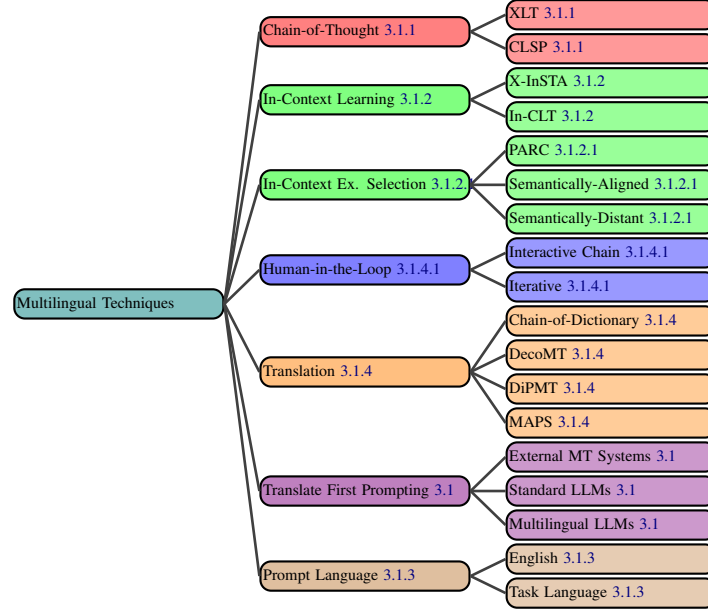 Multilingual Techniques
Chain-of-Thought 3.1.1
XLT 3.1.1
CLSP 3.1.1
In-Context Learning 3.1.2
X-InSTA 3.1.2
In-CLT 3.1.2
In-Context Ex. Selection 3.1.2.
PARC 3.1.2.1
Semantically-Aligned 3.1.2.1
Semantically-Distant 3.1.2.1
Human-in-the-Loop 3.1.4.1
Interactive Chain 3.1.4.1
Iterative 3.1.4.1
Translation 3.1.4
Chain-of-Dictionary 3.1.4
DecoMT 3.1.4
DiPMT 3.1.4
MAPS 3.1.4
Translate First Prompting 3.1
External MT Systems 3.1
Standard LLMs 3.1
Multilingual LLMs 3.1
Prompt Language 3.1.3
English 3.1.3
Task Language 3.1.3